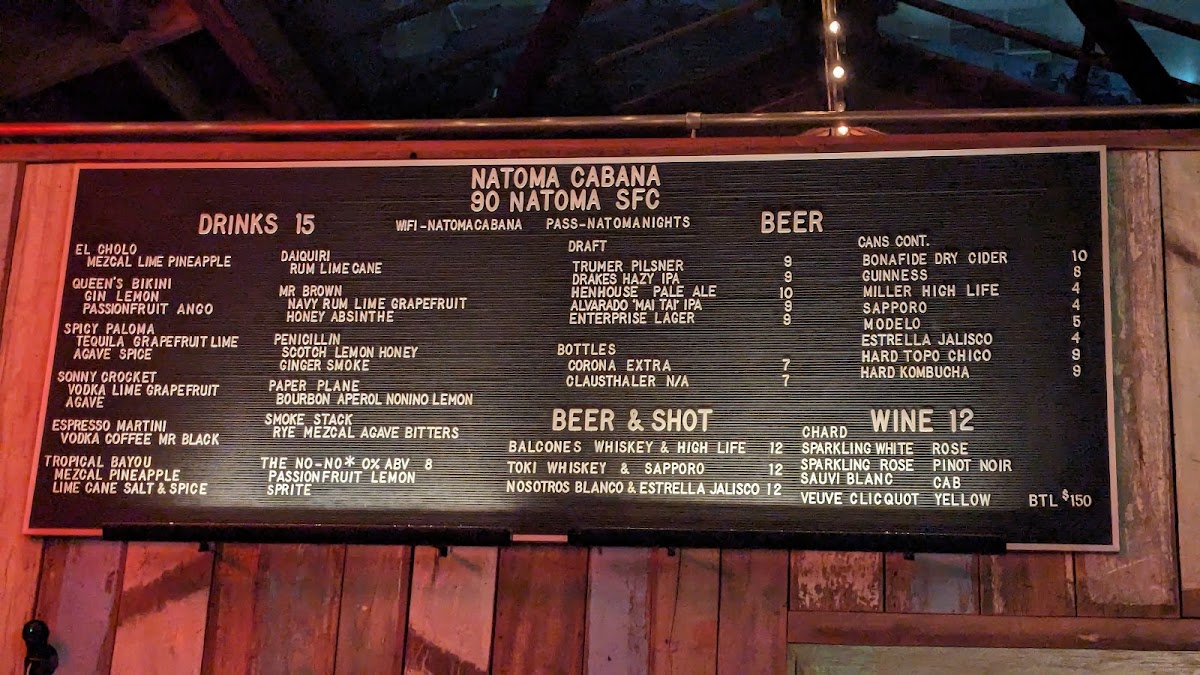 NATOMA CABANA
90 NATOMA SFC
WIFI-NATOMACABANA PASS-NATOMANIGHTS
DRINKS 15
EL CHOLO
MEZCAL LIME PINEAPPLE
QUEEN'S BIKINI
GIN LEMON
PASSIONFRUIT ANGO
SPICY PALOMA
TEQUILA GRAPEFRUIT LIME
AGAVE SPICE
SONNY CROCKET
VODKA LIME GRAPEFRUIT
AGAVE
ESPRESSO MARTINI
VODKA COFFEE MR BLACK
TROPICAL BAYOU
MEZCAL PINEAPPLE
LIME CANE SALT & SPICE
DAIQUIRI
RUM LIME CANE
MR BROWN
NAVY RUM LIME GRAPEFRUIT
HONEY ABSINTHE
PENICILLIN
SCOTCH LEMON HONEY
GINGER SMOKE
PAPER PLANE
BOURBON APEROL NONINO LEMON
SMOKE STACK
RYE MEZCAL AGAVE BITTERS
THE NO-NO* 0% ABV 8
PASSIONFRUIT LEMON
SPRITE
BEER
DRAFT
TRUMER PILSNER 9
DRAKES HAZY IPA 9
HENHOUSE PALE ALE 10
ALVARADO 'MAI TAI' IPA 9
ENTERPRISE LAGER 9
BOTTLES
CORONA EXTRA 7
CLAUSTHALER N/A 7
CANS CONT.
BONAFIDE DRY CIDER 10
GUINNESS 8
MILLER HIGH LIFE 4
SAPPORO 4
MODELO 5
ESTRELLA JALISCO 4
HARD TOPO CHICO 9
HARD KOMBUCHA 9
BEER & SHOT
BALCONES WHISKEY & HIGH LIFE 12
TOKI WHISKEY & SAPPORO 12
NOSOTROS BLANCO & ESTRELLA JALISCO 12
WINE 12
CHARD
SPARKLING WHITE ROSE
SPARKLING ROSE PINOT NOIR
SAUVI BLANC CAB
VEUVE CLICQUOT YELLOW BTL $150